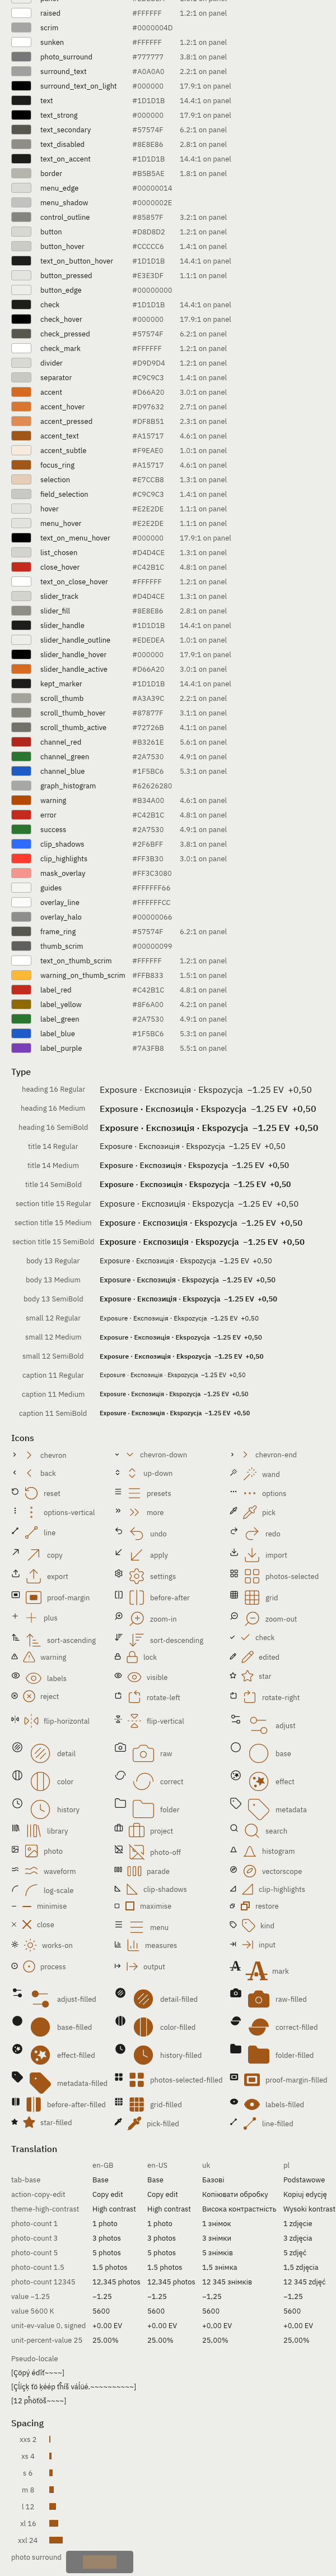 raised #FFFFFF 1.2:1 on panel
scrim #0000004D
sunken #FFFFFF 1.2:1 on panel
photo_surround #777777 3.8:1 on panel
surround_text #A0A0A0 2.2:1 on panel
surround_text_on_light #000000 17.9:1 on panel
text #1D1D1B 14.4:1 on panel
text_strong #000000 17.9:1 on panel
text_secondary #57574F 6.2:1 on panel
text_disabled #8E8E86 2.8:1 on panel
text_on_accent #1D1D1B 14.4:1 on panel
border #B5B5AE 1.8:1 on panel
menu_edge #00000014
menu_shadow #0000002E
control_outline #85857F 3.2:1 on panel
button #D8D8D2 1.2:1 on panel
button_hover #CCCCC6 1.4:1 on panel
text_on_button_hover #1D1D1B 14.4:1 on panel
button_pressed #E3E3DF 1.1:1 on panel
button_edge #00000000
check #1D1D1B 14.4:1 on panel
check_hover #000000 17.9:1 on panel
check_pressed #57574F 6.2:1 on panel
check_mark #FFFFFF 1.2:1 on panel
divider #D9D9D4 1.2:1 on panel
separator #C9C9C3 1.4:1 on panel
accent #D66A20 3.0:1 on panel
accent_hover #D97632 2.7:1 on panel
accent_pressed #DF8B51 2.3:1 on panel
accent_text #A15717 4.6:1 on panel
accent_subtle #F9EAE0 1.0:1 on panel
focus_ring #A15717 4.6:1 on panel
selection #E7CCB8 1.3:1 on panel
field_selection #C9C9C3 1.4:1 on panel
hover #E2E2DE 1.1:1 on panel
menu_hover #E2E2DE 1.1:1 on panel
text_on_menu_hover #000000 17.9:1 on panel
list_chosen #D4D4CE 1.3:1 on panel
close_hover #C42B1C 4.8:1 on panel
text_on_close_hover #FFFFFF 1.2:1 on panel
slider_track #D4D4CE 1.3:1 on panel
slider_fill #8E8E86 2.8:1 on panel
slider_handle #1D1D1B 14.4:1 on panel
slider_handle_outline #EDEDEA 1.0:1 on panel
slider_handle_hover #000000 17.9:1 on panel
slider_handle_active #D66A20 3.0:1 on panel
kept_marker #1D1D1B 14.4:1 on panel
scroll_thumb #A3A39C 2.2:1 on panel
scroll_thumb_hover #87877F 3.1:1 on panel
scroll_thumb_active #72726B 4.1:1 on panel
channel_red #B3261E 5.6:1 on panel
channel_green #2A7530 4.9:1 on panel
channel_blue #1F5BC6 5.3:1 on panel
graph_histogram #62626280
warning #B34A00 4.6:1 on panel
error #C42B1C 4.8:1 on panel
success #2A7530 4.9:1 on panel
clip_shadows #2F6BFF 3.8:1 on panel
clip_highlights #FF3B30 3.0:1 on panel
mask_overlay #FF3C3080
guides #FFFFFF66
overlay_line #FFFFFFCC
overlay_halo #00000066
frame_ring #57574F 6.2:1 on panel
thumb_scrim #00000099
text_on_thumb_scrim #FFFFFF 1.2:1 on panel
warning_on_thumb_scrim #FFB833 1.5:1 on panel
label_red #C42B1C 4.8:1 on panel
label_yellow #8F6A00 4.2:1 on panel
label_green #2A7530 4.9:1 on panel
label_blue #1F5BC6 5.3:1 on panel
label_purple #7A3FB8 5.5:1 on panel
Type
heading 16 Regular Exposure · Експозиція · Ekspozycja −1.25 EV +0,50
heading 16 Medium Exposure · Експозиція · Ekspozycja −1.25 EV +0,50
heading 16 SemiBold Exposure · Експозиція · Ekspozycja −1.25 EV +0,50
title 14 Regular Exposure · Експозиція · Ekspozycja −1.25 EV +0,50
title 14 Medium Exposure · Експозиція · Ekspozycja −1.25 EV +0,50
title 14 SemiBold Exposure · Експозиція · Ekspozycja −1.25 EV +0,50
section title 15 Regular Exposure · Експозиція · Ekspozycja −1.25 EV +0,50
section title 15 Medium Exposure · Експозиція · Ekspozycja −1.25 EV +0,50
section title 15 SemiBold Exposure · Експозиція · Ekspozycja −1.25 EV +0,50
body 13 Regular Exposure · Експозиція · Ekspozycja −1.25 EV +0,50
body 13 Medium Exposure · Експозиція · Ekspozycja −1.25 EV +0,50
body 13 SemiBold Exposure · Експозиція · Ekspozycja −1.25 EV +0,50
small 12 Regular Exposure · Експозиція · Ekspozycja −1.25 EV +0,50
small 12 Medium Exposure · Експозиція · Ekspozycja −1.25 EV +0,50
small 12 SemiBold Exposure · Експозиція · Ekspozycja −1.25 EV +0,50
caption 11 Regular Exposure · Експозиція · Ekspozycja −1.25 EV +0,50
caption 11 Medium Exposure · Експозиція · Ekspozycja −1.25 EV +0,50
caption 11 SemiBold Exposure · Експозиція · Ekspozycja −1.25 EV +0,50
Icons
chevron chevron-down chevron-end
back up-down wand
reset presets options
options-vertical more pick
line undo redo
copy apply import
export settings photos-selected
proof-margin before-after grid
plus zoom-in zoom-out
sort-ascending sort-descending check
warning lock edited
labels visible star
reject rotate-left rotate-right
flip-horizontal flip-vertical adjust
detail raw base
color correct effect
history folder metadata
library project search
photo photo-off histogram
waveform parade vectorscope
log-scale clip-shadows clip-highlights
minimise maximise restore
close menu kind
works-on measures input
process output mark
adjust-filled detail-filled raw-filled
base-filled color-filled correct-filled
effect-filled history-filled folder-filled
metadata-filled photos-selected-filled proof-margin-filled
before-after-filled grid-filled labels-filled
star-filled pick-filled line-filled
Translation
en-GB en-US uk pl
tab-base Base Base Базові Podstawowe
action-copy-edit Copy edit Copy edit Копіювати обробку Kopiuj edycję
theme-high-contrast High contrast High contrast Висока контрастність Wysoki kontrast
photo-count 1 1 photo 1 photo 1 знімок 1 zdjęcie
photo-count 3 3 photos 3 photos 3 знімки 3 zdjęcia
photo-count 5 5 photos 5 photos 5 знімків 5 zdjęć
photo-count 1.5 1.5 photos 1.5 photos 1,5 знімка 1,5 zdjęcia
photo-count 12345 12,345 photos 12,345 photos 12 345 знімків 12 345 zdjęć
value −1.25 −1.25 −1.25 −1,25 −1,25
value 5600 K 5600 5600 5600 5600
unit-ev-value 0, signed +0.00 EV +0.00 EV +0,00 EV +0,00 EV
unit-percent-value 25 25.00% 25.00% 25,00% 25,00%
Pseudo-locale
Spacing
xxs 2
xs 4
s 6
m 8
l 12
xl 16
xxl 24
photo surround